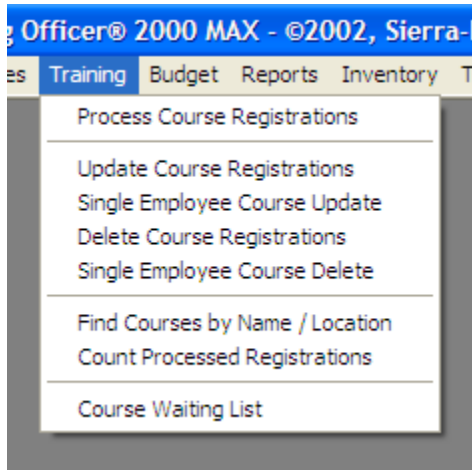 Officer® 2000 MAX - ©2002, Sierra-
es Training Budget Reports Inventory T
Process Course Registrations
Update Course Registrations
Single Employee Course Update
Delete Course Registrations
Single Employee Course Delete
Find Courses by Name / Location
Count Processed Registrations
Course Waiting List